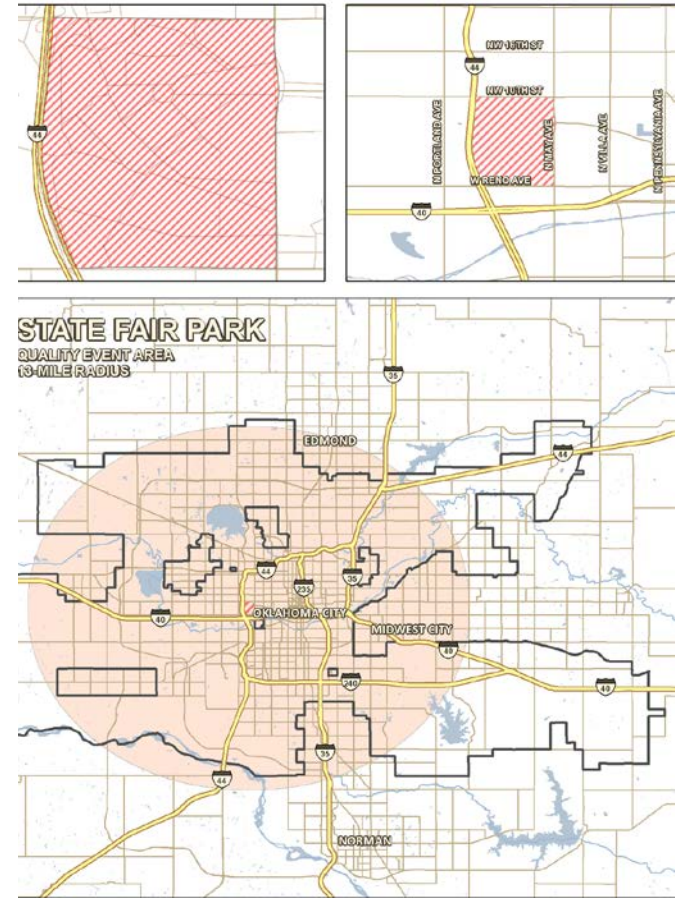 44
NW 16TH ST
44
NW 10TH ST
N PORTLAND AVE
N MAY AVE
N VILLA AVE
N PENNSYLVANIA AVE
W RENO AVE
40
STATE FAIR PARK
QUALITY EVENT AREA
13-MILE RADIUS
35
EDMOND
44
44
235
35
40
OKLAHOMA CITY
MIDWEST CITY
40
240
40
35
44
NORMAN